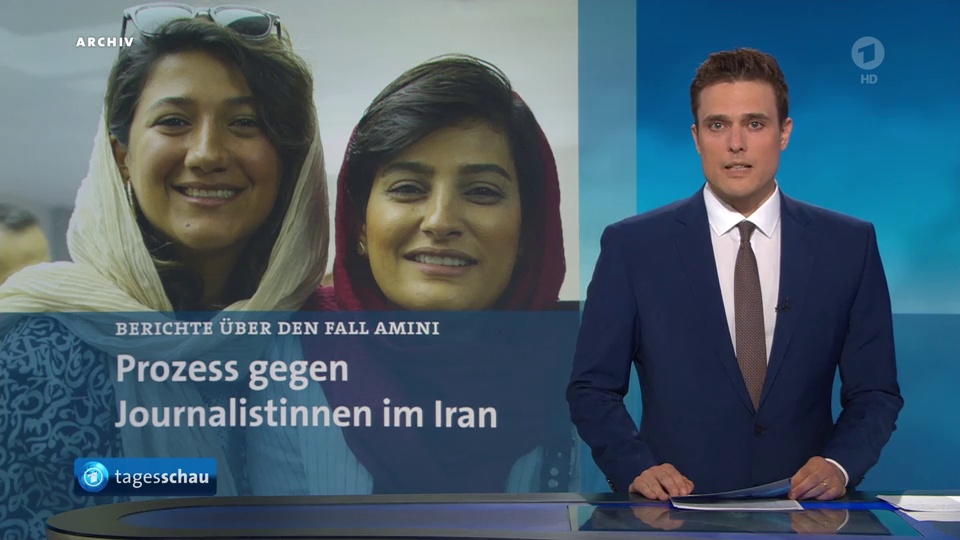 ARCHIV
1
HD
BERICHTE ÜBER DEN FALL AMINI
Prozess gegen
Journalistinnen im Iran
tagesschau